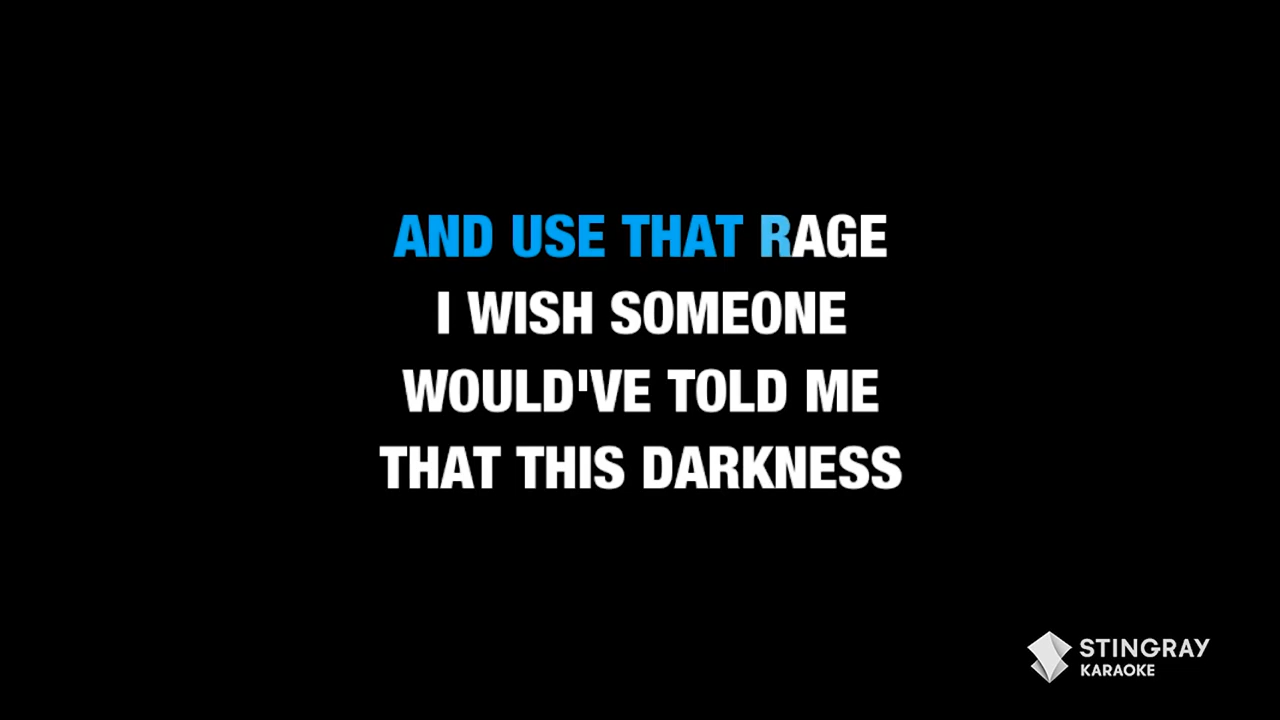 AND USE THAT RAGE
I WISH SOMEONE
WOULD'VE TOLD ME
THAT THIS DARKNESS
STINGRAY
KARAOKE